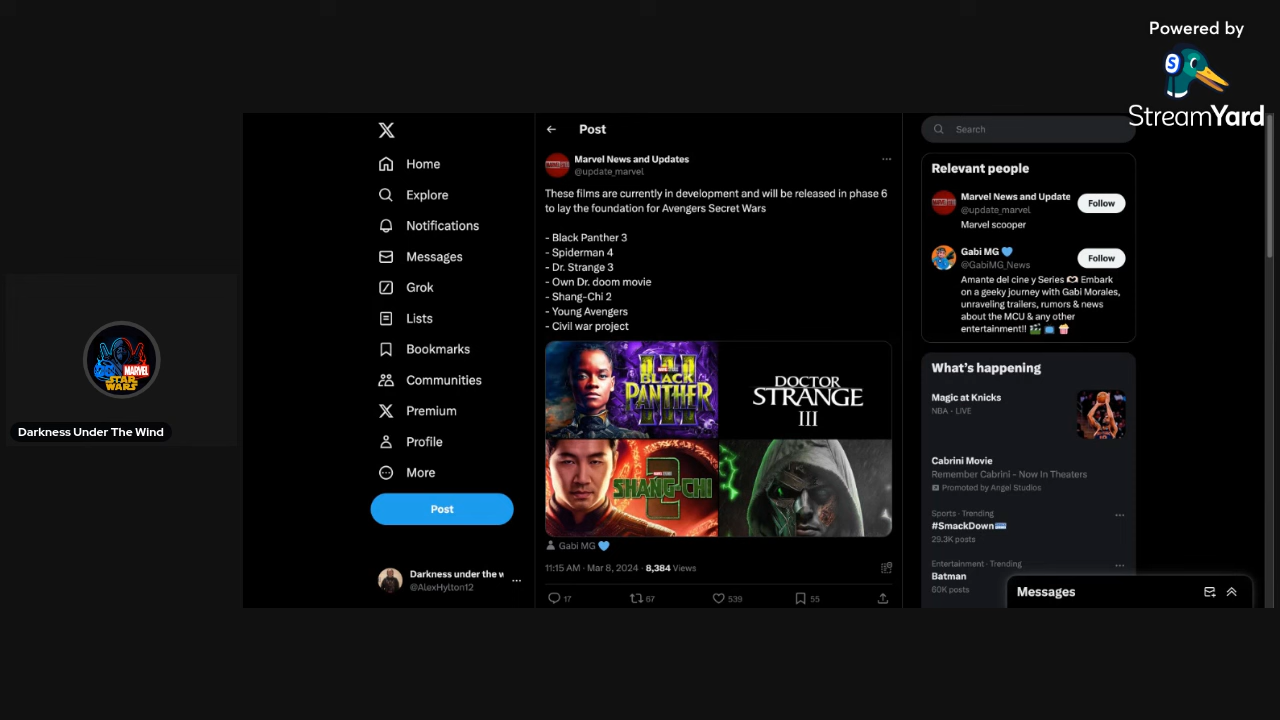 Powered by
StreamYard
Darkness Under The Wind
MARVEL
STAR
WARS
Home
Explore
Notifications
Messages
Grok
Lists
Bookmarks
Communities
Premium
Profile
More
Post
Darkness under the w
@AlexHylton12
Post
Marvel News and Updates
@update_marvel
These films are currently in development and will be released in phase 6
to lay the foundation for Avengers Secret Wars
- Black Panther 3
- Spiderman 4
- Dr. Strange 3
- Own Dr. doom movie
- Shang-Chi 2
- Young Avengers
- Civil war project
BLACK
PANTHER
DOCTOR
STRANGE
III
SHANG-CHI
2
Gabi MG 💙
11:15 AM · Mar 8, 2024 · 8,384 Views
17 67 539 55
Search
Relevant people
Marvel News and Update
@update_marvel
Follow
Marvel scooper
Gabi MG 💙
@GabiMG_News
Follow
Amante del cine y Series 🫶🏻 Embark
on a geeky journey with Gabi Morales,
unraveling trailers, rumors & news
about the MCU & any other
entertainment!! 🎬 📺 🍿
What's happening
Magic at Knicks
NBA · LIVE
Cabrini Movie
Remember Cabrini – Now In Theaters
Promoted by Angel Studios
Sports · Trending
#SmackDown
29.3K posts
Entertainment · Trending
Batman
60K posts
Messages